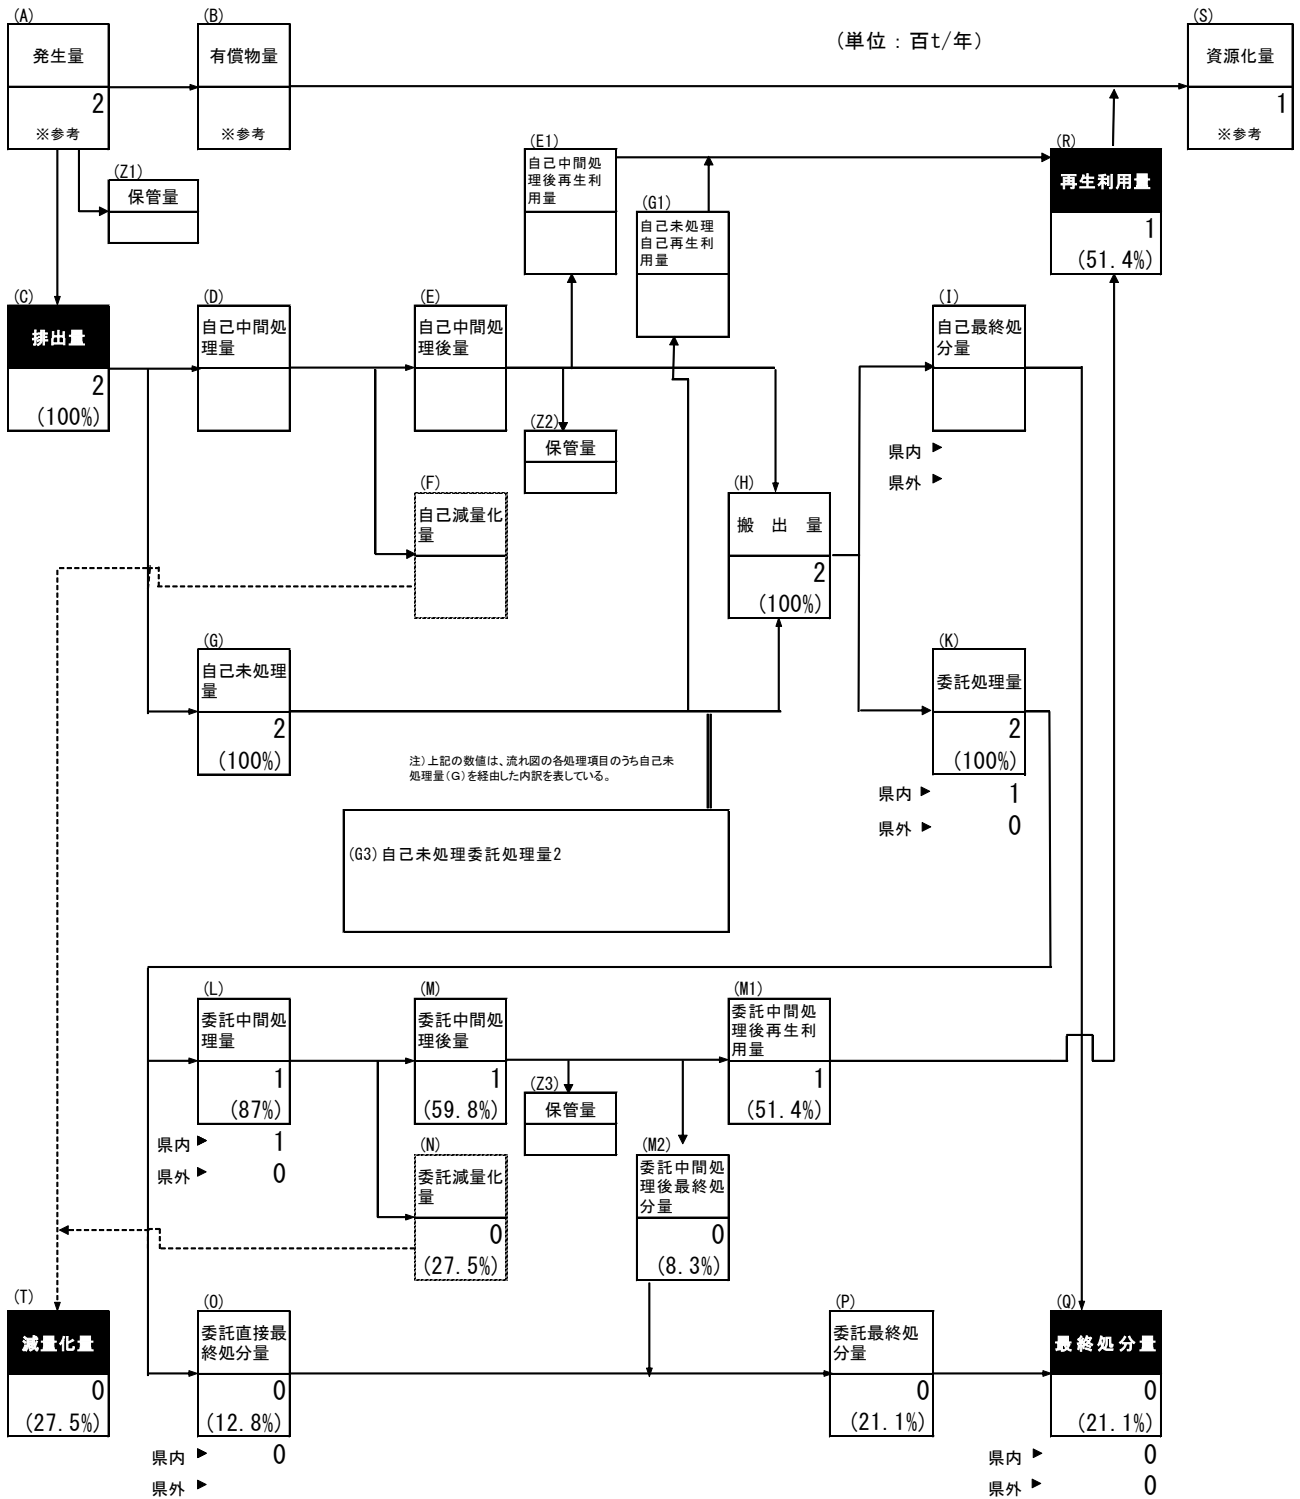 (A)
発生量
2
※参考
(B)
有償物量
※参考
(単位：百t/年)
(S)
資源化量
1
※参考
(Z1)
保管量
(E1)
自己中間処
理後再生利
用量
(G1)
自己未処理
自己再生利
用量
(R)
再生利用量
1
(51.4%)
(C)
排出量
2
(100%)
(D)
自己中間処
理量
(E)
自己中間処
理後量
(Z2)
保管量
(F)
自己減量化
量
(I)
自己最終処
分量
県内 ▶
県外 ▶
(H)
搬 出 量
2
(100%)
(G)
自己未処理
量
2
(100%)
(K)
委託処理量
2
(100%)
県内 ▶ 1
県外 ▶ 0
注)上記の数値は、流れ図の各処理項目のうち自己未
処理量(G)を経由した内訳を表している。
(G3)自己未処理委託処理量2
(L)
委託中間処
理量
1
(87%)
県内 ▶ 1
県外 ▶ 0
(M)
委託中間処
理後量
1
(59.8%)
(Z3)
保管量
(M1)
委託中間処
理後再生利
用量
1
(51.4%)
(N)
委託減量化
量
0
(27.5%)
(M2)
委託中間処
理後最終処
分量
0
(8.3%)
(T)
減量化量
0
(27.5%)
(O)
委託直接最
終処分量
0
(12.8%)
県内 ▶ 0
県外 ▶
(P)
委託最終処
分量
0
(21.1%)
(Q)
最終処分量
0
(21.1%)
県内 ▶ 0
県外 ▶ 0